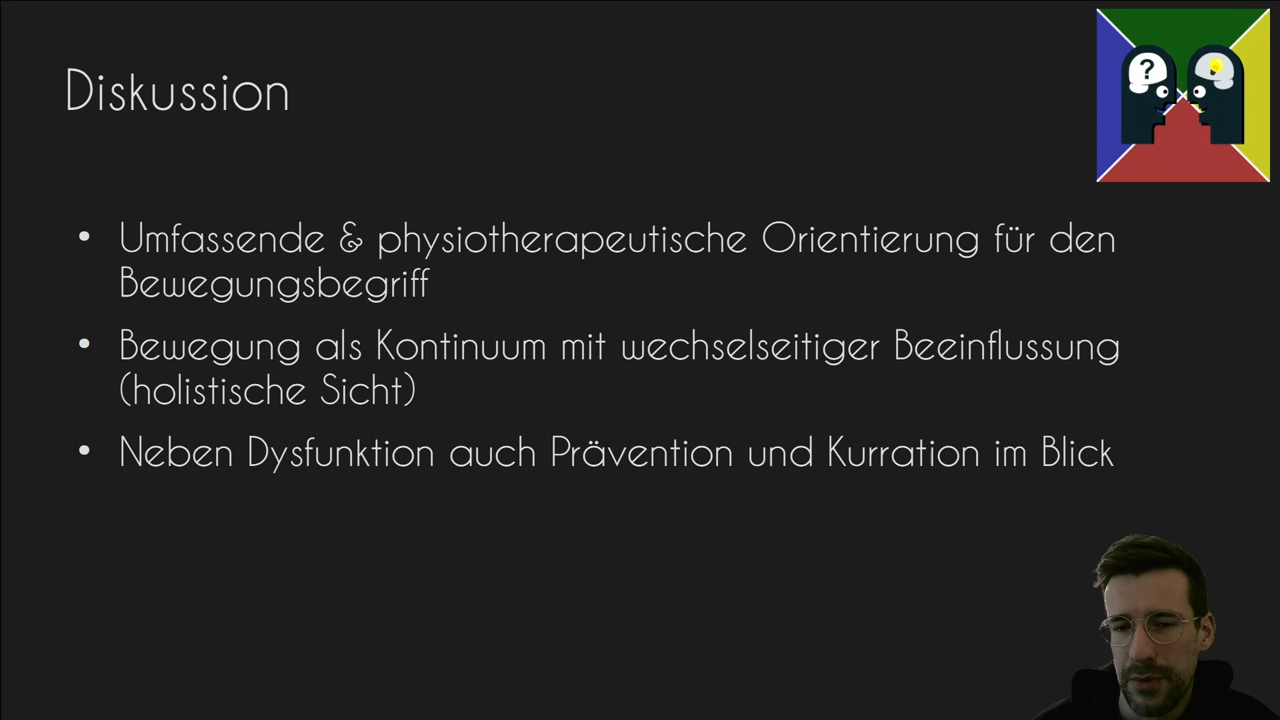 Diskussion
?
• Umfassende & physiotherapeutische Orientierung für den
Bewegungsbegriff
• Bewegung als Kontinuum mit wechselseitiger Beeinflussung
(holistische Sicht)
• Neben Dysfunktion auch Prävention und Kurration im Blick